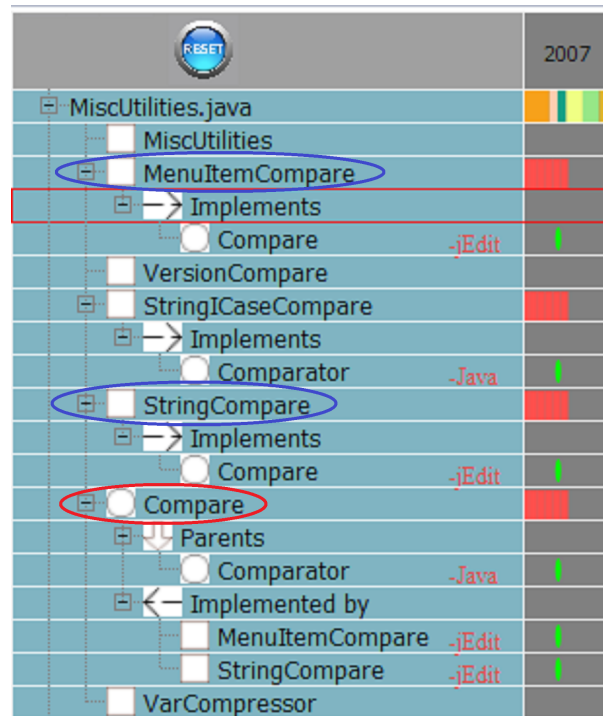 RESET
2007
MiscUtilities.java
MiscUtilities
MenuItemCompare
Implements
Compare -jEdit
VersionCompare
StringICaseCompare
Implements
Comparator -Java
StringCompare
Implements
Compare -jEdit
Compare
Parents
Comparator -Java
Implemented by
MenuItemCompare -jEdit
StringCompare -jEdit
VarCompressor